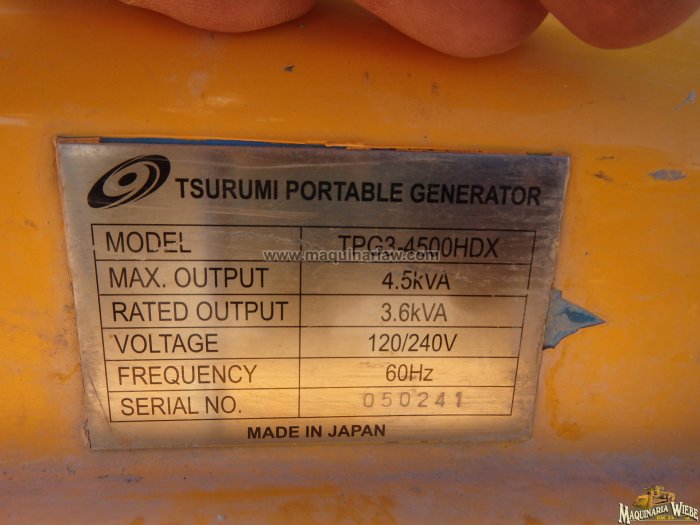 TSURUMI PORTABLE GENERATOR
MODEL TPG3-4500HDX
www.maquinariaw.com
MAX. OUTPUT 4.5kVA
RATED OUTPUT 3.6kVA
VOLTAGE 120/240V
FREQUENCY 60Hz
SERIAL NO. 050241
MADE IN JAPAN
MAQUINARIA WIEBE